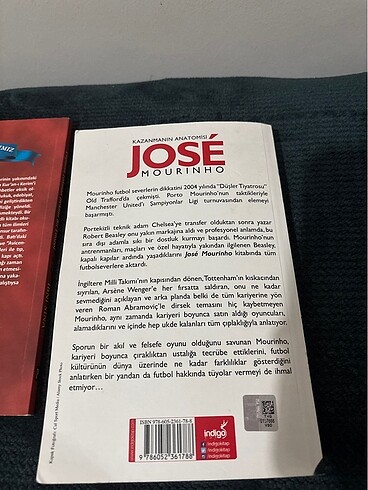 KAZANMANIN ANATOMİSİ
JOSÉ
MOURINHO
Mourinho futbol severlerin dikkatini 2004 yılında "Düşler Tiyatrosu"
Old Trafford'da çekmişti. Porto Mourinho'nun taktikleriyle
Manchester United'ı Şampiyonlar Ligi turnuvasından elemeyi
başarmıştı.
Portekizli teknik adam Chelsea'ye transfer olduktan sonra yazar
Robert Beasley onu yakın markajına aldı ve profesyonel anlamda, bu
sıra dışı adamla sıkı bir dostluk kurmayı başardı. Mourinho'nun
antrenmanları, maçları ve özel hayatıyla yakından ilgilenen Beasley,
kapalı kapılar ardında yaşadıklarını José Mourinho kitabında tüm
futbolseverlere aktardı.
İngiltere Milli Takımı'nın kapısından dönen, Tottenham'ın kıskacından
sıyrılan, Arsène Wenger'e her fırsatta saldıran, onu ne kadar
sevmediğini açıklayan ve arka planda belki de tüm kariyerine yön
veren Roman Abramoviç'le direk temasını hiç kaybetmeyen
Mourinho, aynı zamanda kariyeri boyunca satın aldığı oyuncuları,
alamadıklarını ve içinde hep ukde kalanları tüm çıplaklığıyla anlatıyor.
Sporun bir akıl ve felsefe oyunu olduğunu savunan Mourinho,
kariyeri boyunca çıraklıktan ustalığa tecrübe ettiklerini, futbol
kültürünün dünya üzerinde ne kadar farklılıklar gösterdiğini
anlatırken bir yandan da futbol hakkında tüyolar vermeyi de ihmal
etmiyor...
ISBN 978-605-2361-78-8
9 786052 361788
indigo
indigokitap
indigokitap
indigokitap